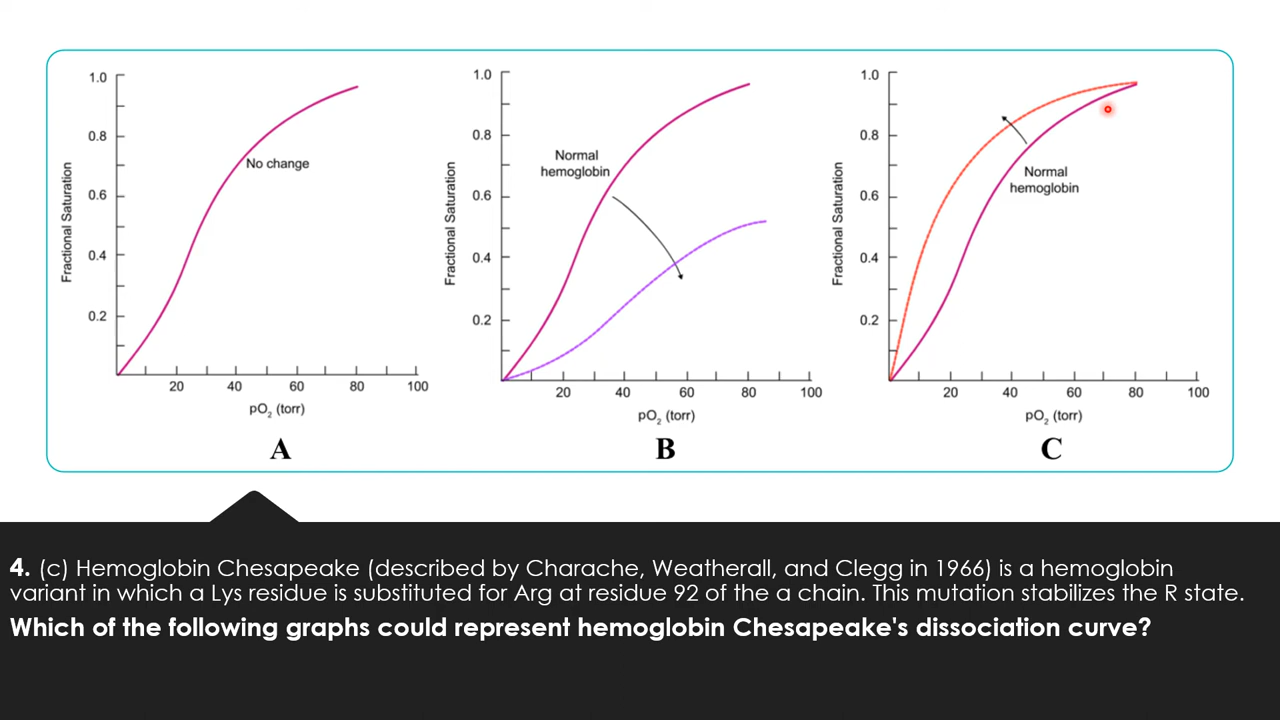 1.0
0.8
0.6
0.4
0.2
Fractional Saturation
No change
20 40 60 80 100
pO2 (torr)
A
1.0
0.8
0.6
0.4
0.2
Fractional Saturation
Normal
hemoglobin
20 40 60 80 100
pO2 (torr)
B
1.0
0.8
0.6
0.4
0.2
Fractional Saturation
Normal
hemoglobin
20 40 60 80 100
pO2 (torr)
C
4. (c) Hemoglobin Chesapeake (described by Charache, Weatherall, and Clegg in 1966) is a hemoglobin
variant in which a Lys residue is substituted for Arg at residue 92 of the a chain. This mutation stabilizes the R state.
Which of the following graphs could represent hemoglobin Chesapeake's dissociation curve?